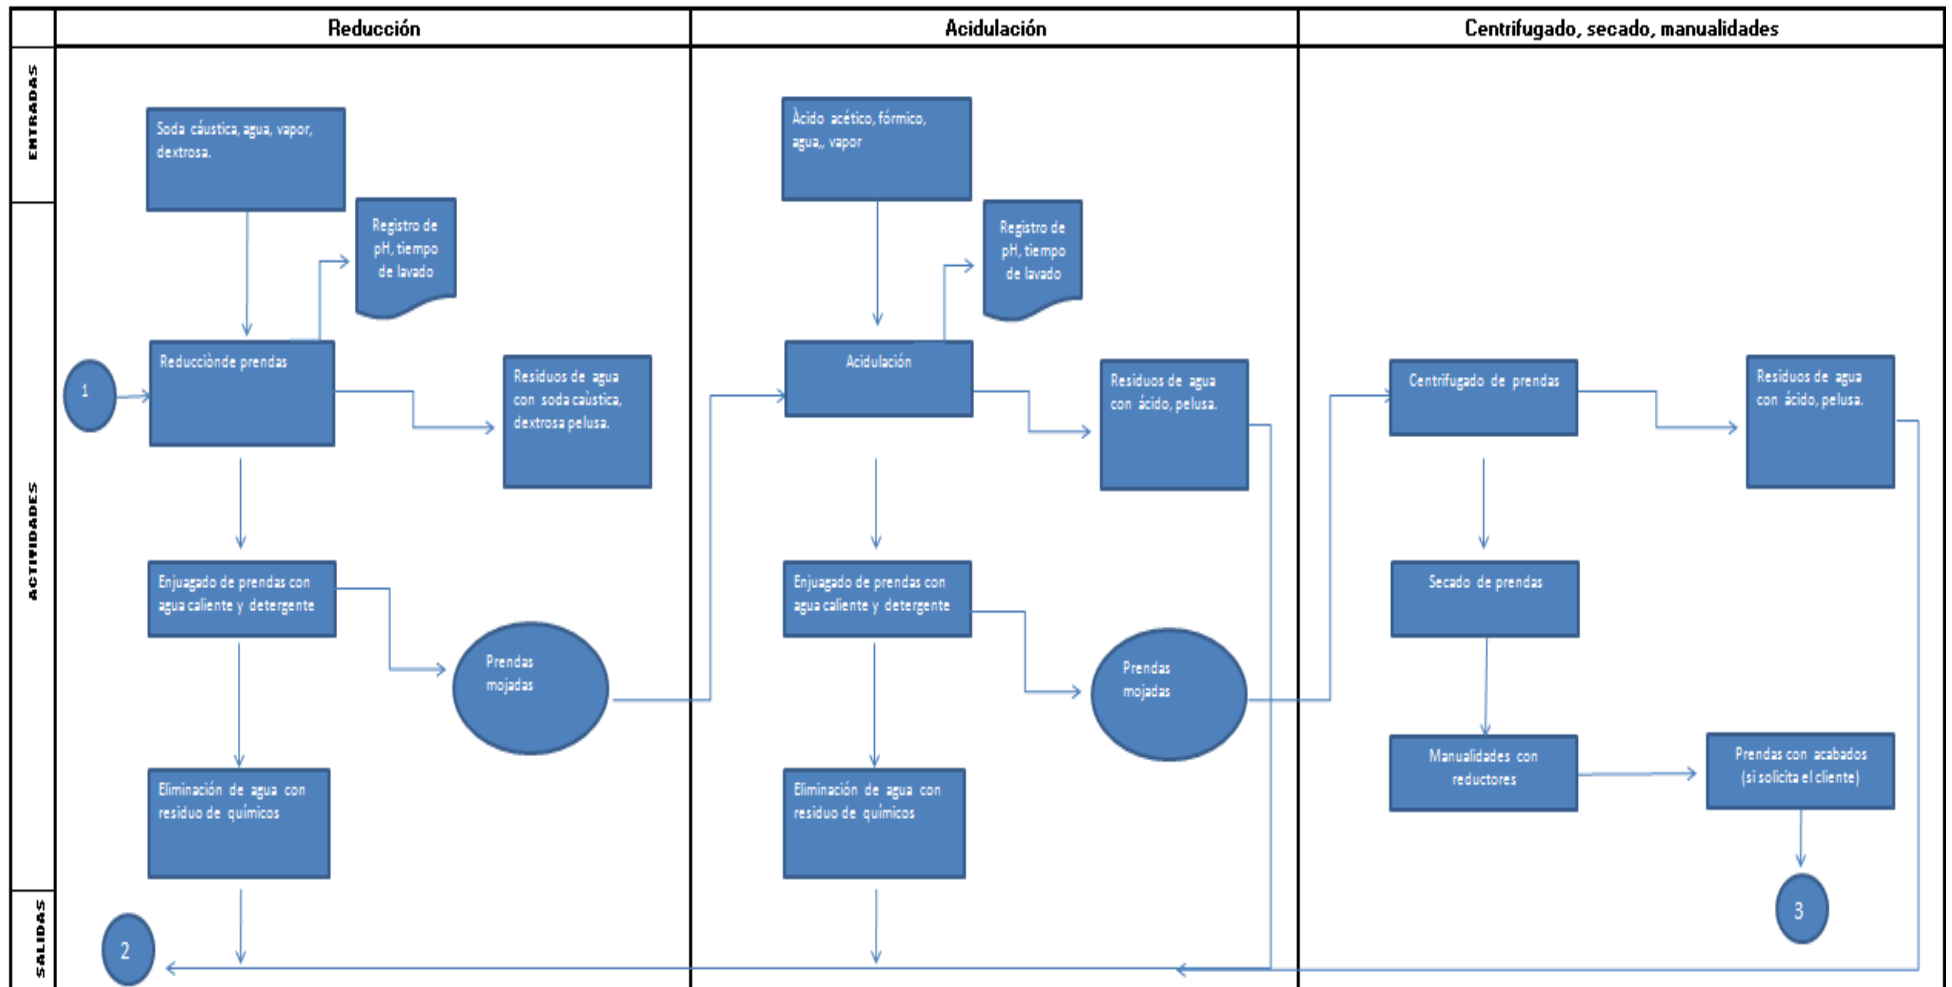 Reducción
Acidulación
Centrifugado, secado, manualidades
ENTRADAS
ACTITIDADES
SALIDAS
Soda cáustica, agua, vapor,
dextrosa.
Registro de
pH, tiempo
de lavado
1
Reducciònde prendas
Residuos de agua
con soda caùstica,
dextrosa pelusa.
Enjuagado de prendas con
agua caliente y detergente
Prendas
mojadas
Eliminación de agua con
residuo de químicos
2
Àcido acético, fórmico,
agua,, vapor
Registro de
pH, tiempo
de lavado
Acidulación
Residuos de agua
con ácido, pelusa.
Enjuagado de prendas con
agua caliente y detergente
Prendas
mojadas
Eliminación de agua con
residuo de químicos
Centrifugado de prendas
Residuos de agua
con ácido, pelusa.
Secado de prendas
Manualidades con
reductores
Prendas con acabados
(si solicita el cliente)
3